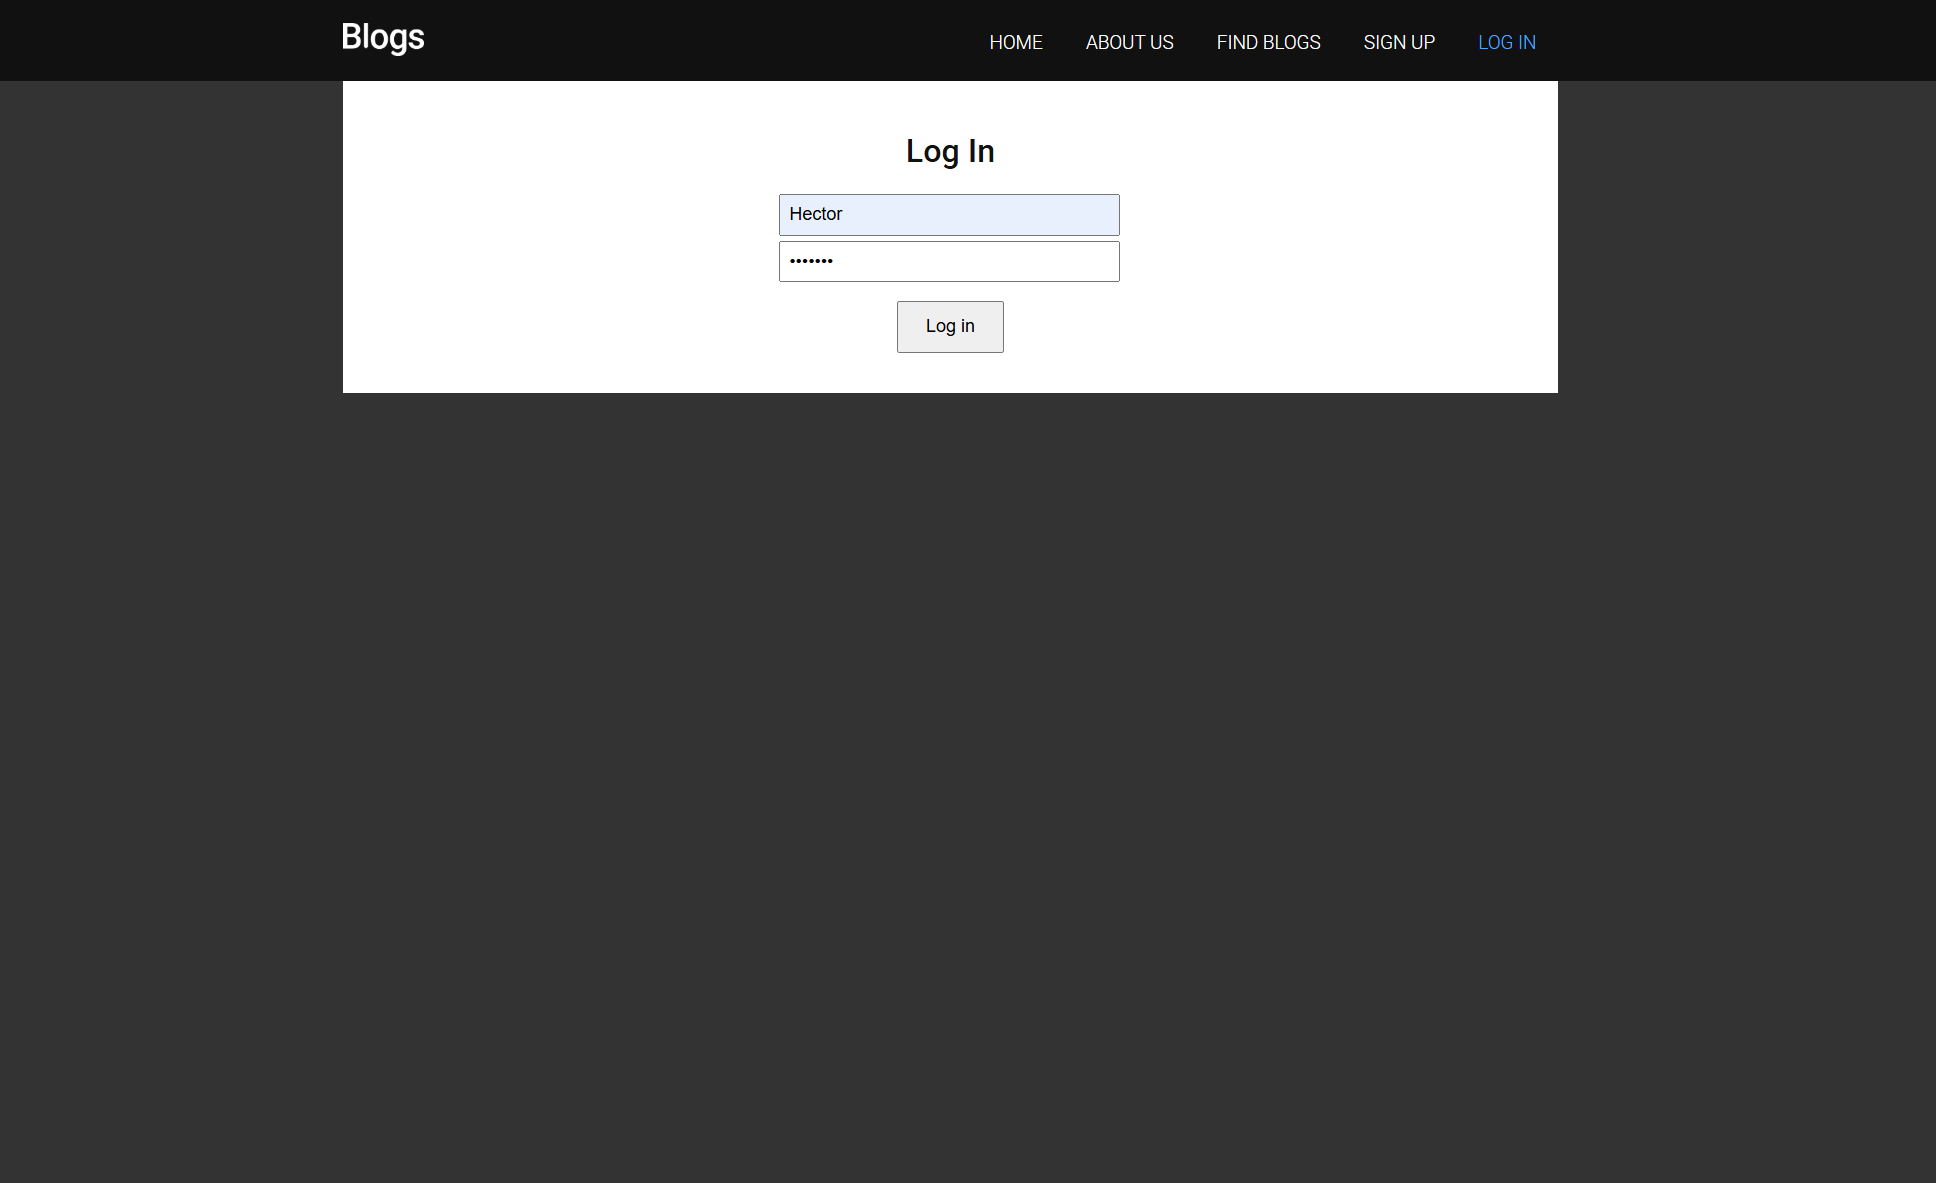 Blogs
HOME ABOUT US FIND BLOGS SIGN UP LOG IN
Log In
Hector
•••••••
Log in